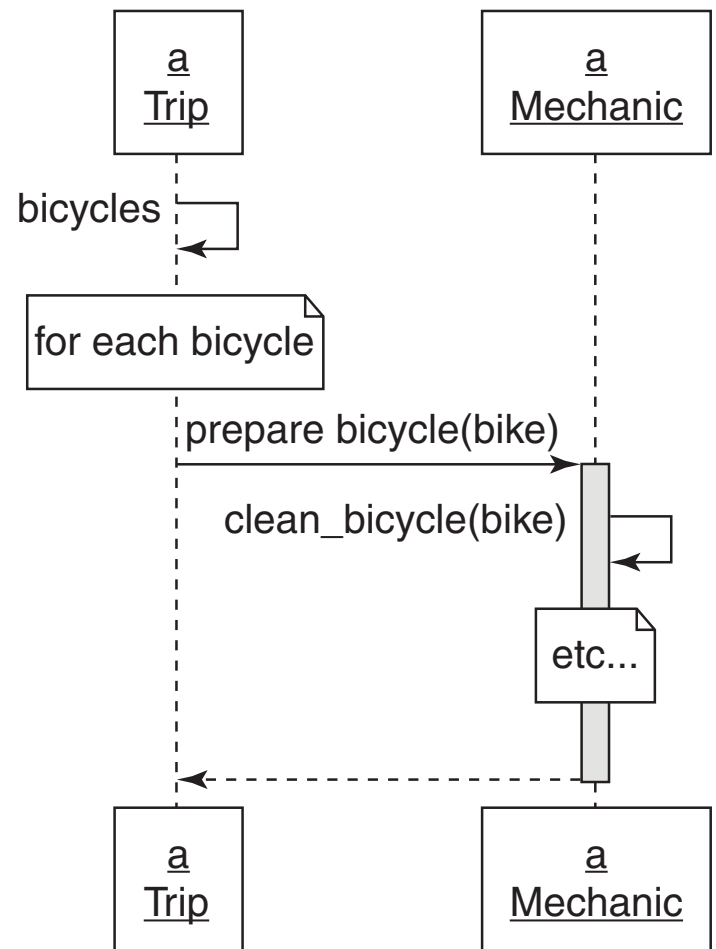 a
Trip
a
Mechanic
bicycles
for each bicycle
prepare bicycle(bike)
clean_bicycle(bike)
etc...
a
Trip
a
Mechanic